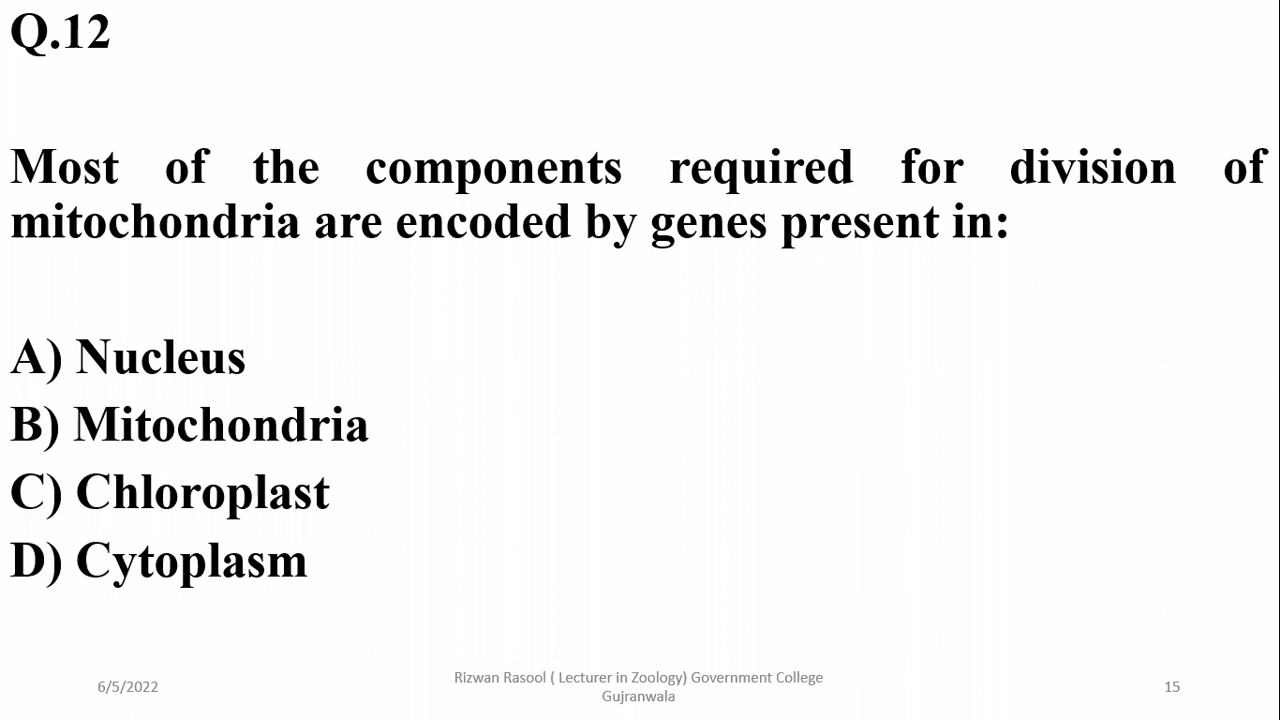 Q.12
Most of the components required for division of
mitochondria are encoded by genes present in:
A) Nucleus
B) Mitochondria
C) Chloroplast
D) Cytoplasm
6/5/2022
Rizwan Rasool ( Lecturer in Zoology) Government College
Gujranwala
15